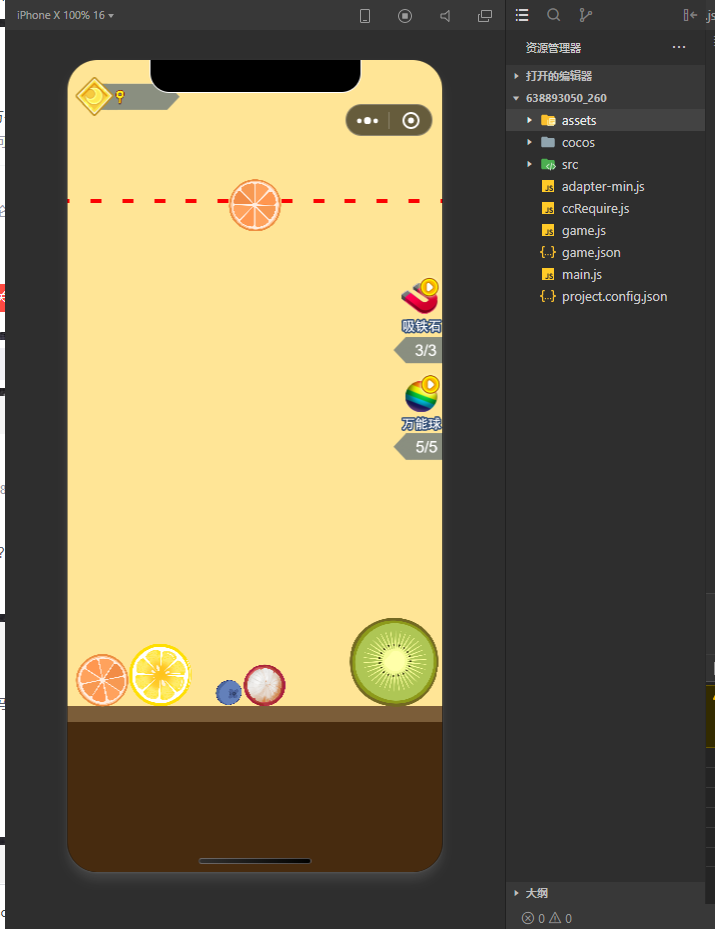 iPhone X 100% 16
吸铁石
3/3
万能球
5/5
资源管理器
打开的编辑器
638893050_260
assets
cocos
src
adapter-min.js
ccRequire.js
game.js
game.json
main.js
project.config.json
大纲
0 0
.js